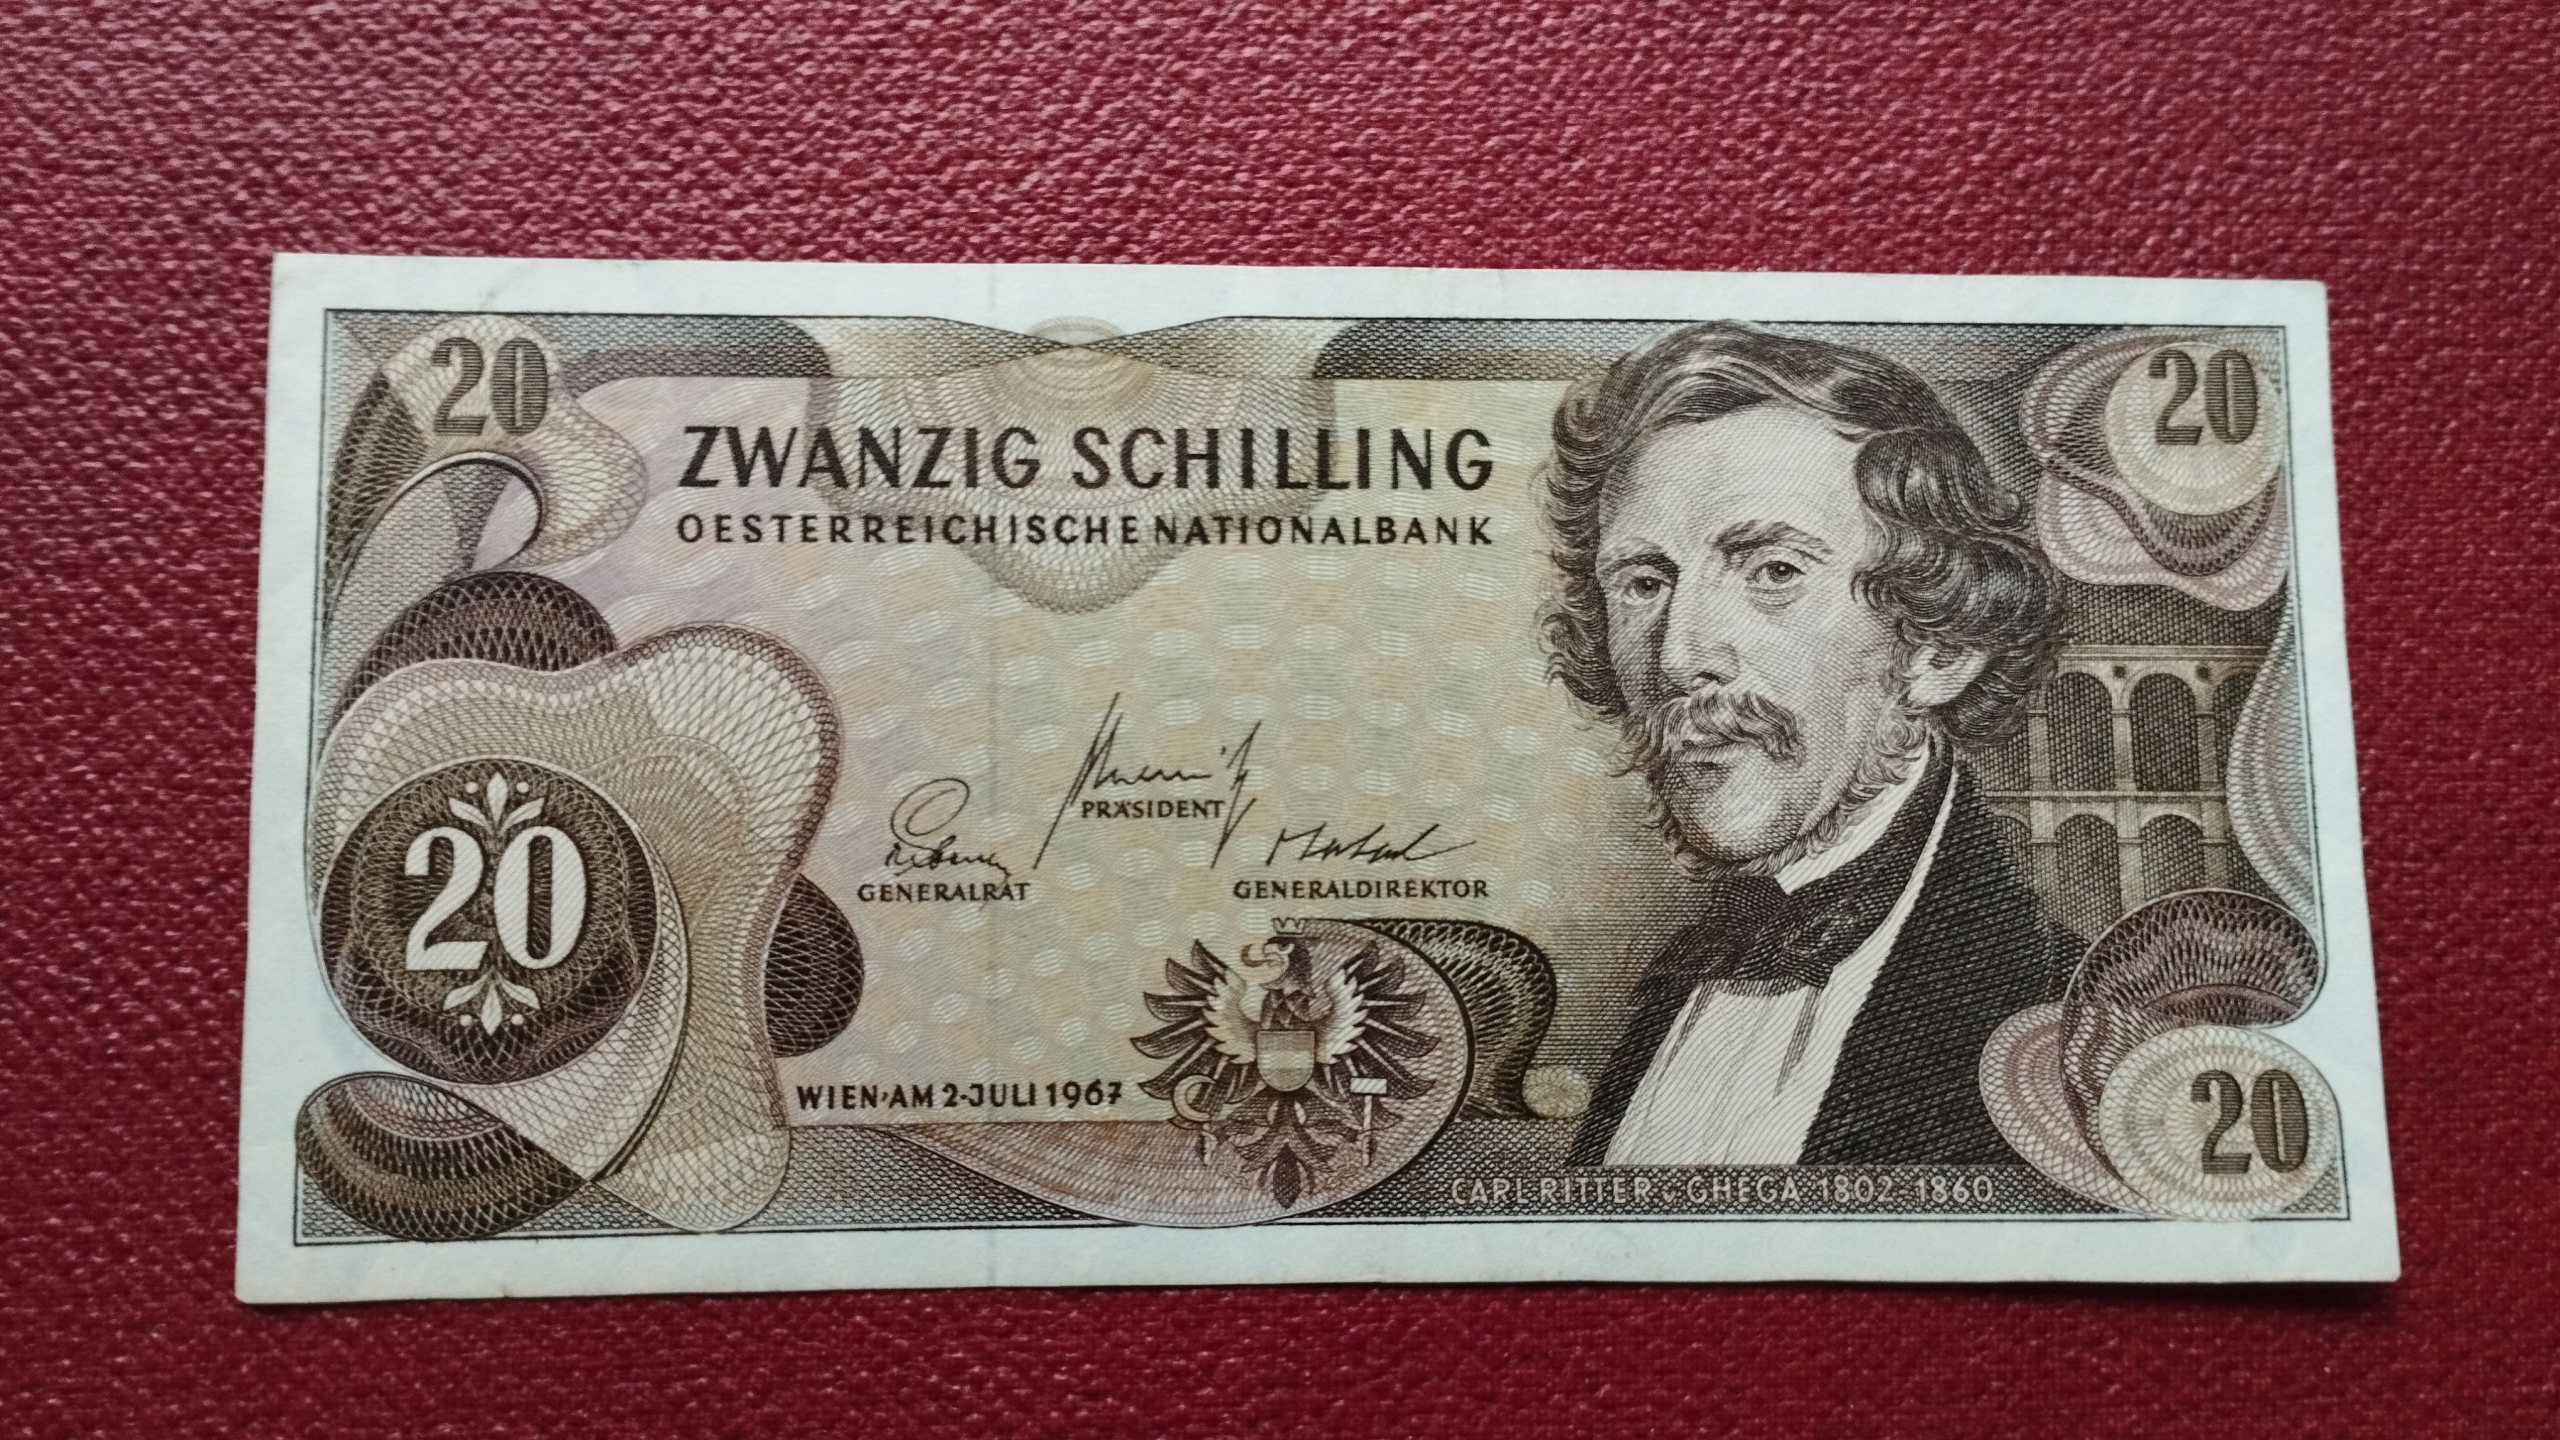 20
20
ZWANZIG SCHILLING
OESTERREICHISCHE NATIONALBANK
PRÄSIDENT
GENERALRAT
GENERALDIREKTOR
20
WIEN·AM 2·JULI 1967
20
CARL RITTER v. GHEGA 1802-1860